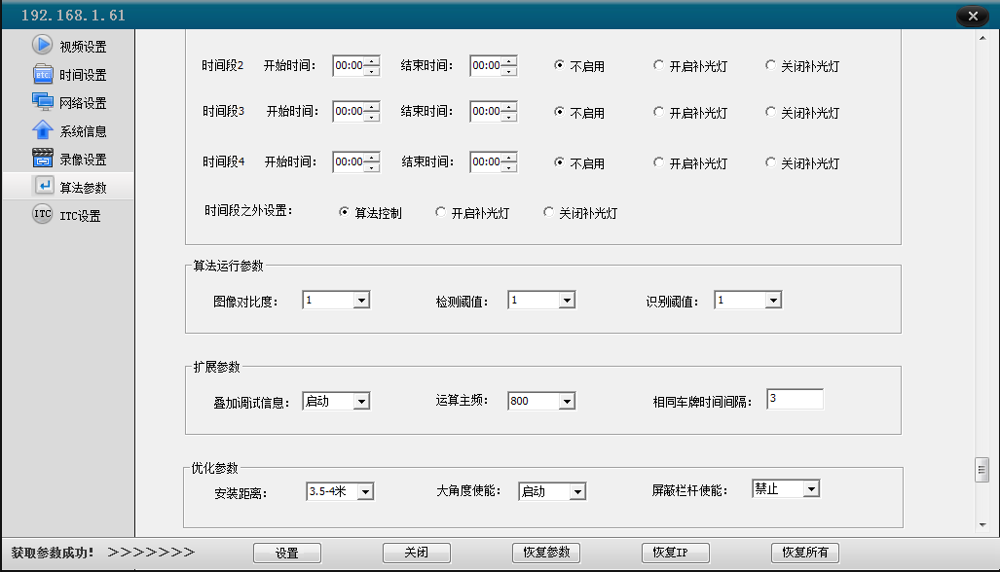 192.168.1.61
视频设置
时间设置
网络设置
系统信息
录像设置
算法参数
ITC ITC设置
时间段2 开始时间： 00:00 结束时间： 00:00 不启用 开启补光灯 关闭补光灯
时间段3 开始时间： 00:00 结束时间： 00:00 不启用 开启补光灯 关闭补光灯
时间段4 开始时间： 00:00 结束时间： 00:00 不启用 开启补光灯 关闭补光灯
时间段之外设置： 算法控制 开启补光灯 关闭补光灯
算法运行参数
图像对比度： 1 检测阈值： 1 识别阈值： 1
扩展参数
叠加调试信息： 启动 运算主频： 800 相同车牌时间间隔： 3
优化参数
安装距离： 3.5-4米 大角度使能： 启动 屏蔽栏杆使能： 禁止
获取参数成功! >>>>>>> 设置 关闭 恢复参数 恢复IP 恢复所有